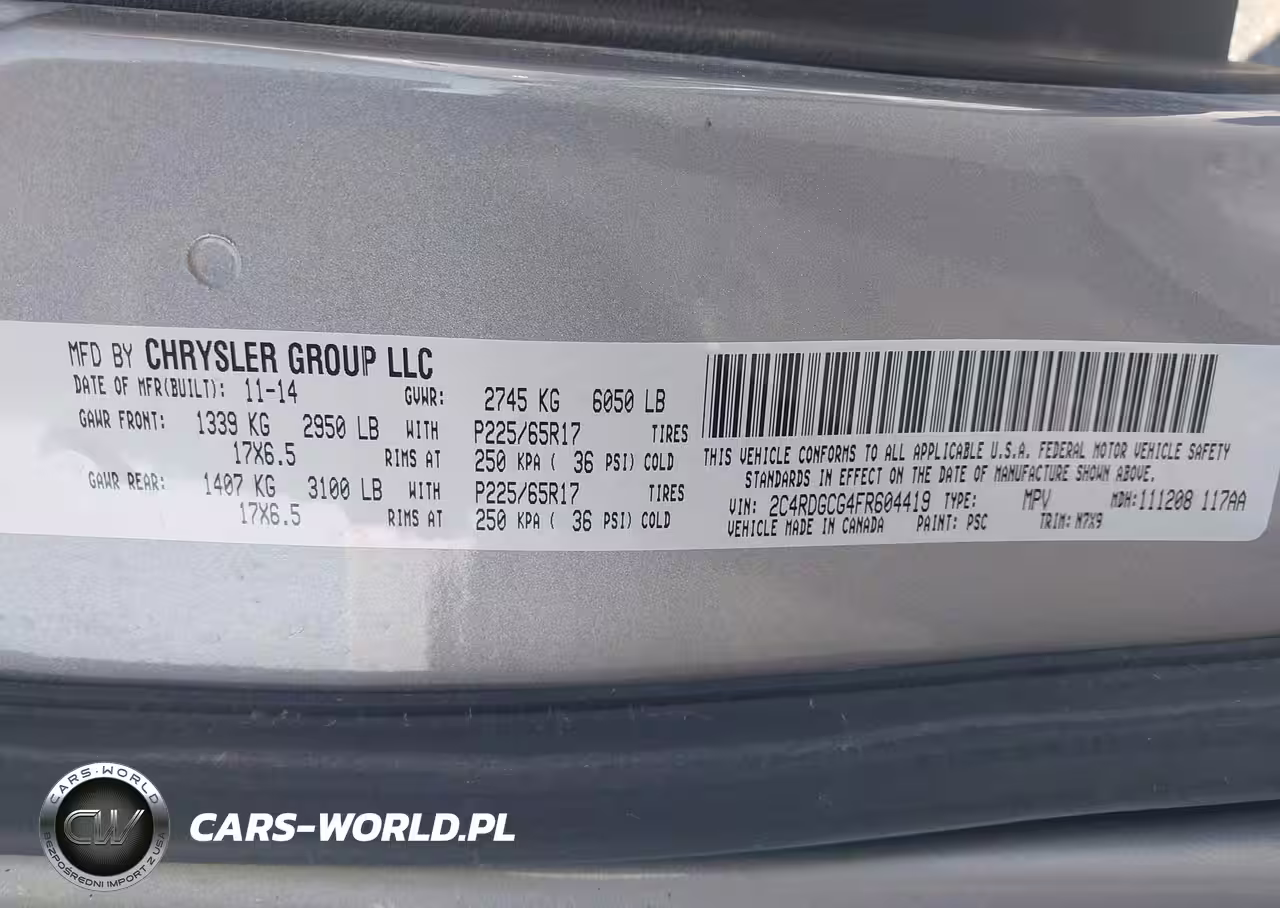 MFD BY CHRYSLER GROUP LLC
DATE OF MFR(BUILT): 11-14 GVWR: 2745 KG 6050 LB
GAWR FRONT: 1339 KG 2950 LB WITH P225/65R17 TIRES
17X6.5 RIMS AT 250 KPA ( 36 PSI) COLD
GAWR REAR: 1407 KG 3100 LB WITH P225/65R17 TIRES
17X6.5 RIMS AT 250 KPA ( 36 PSI) COLD
THIS VEHICLE CONFORMS TO ALL APPLICABLE U.S.A. FEDERAL MOTOR VEHICLE SAFETY
STANDARDS IN EFFECT ON THE DATE OF MANUFACTURE SHOWN ABOVE.
VIN: 2C4RDGCG4FR604419 TYPE: MPV MDH:111208 117AA
VEHICLE MADE IN CANADA PAINT: PSC TRIM: M7X9
CARS-WORLD
CW
BEZPOŚREDNI IMPORT Z USA
CARS-WORLD.PL